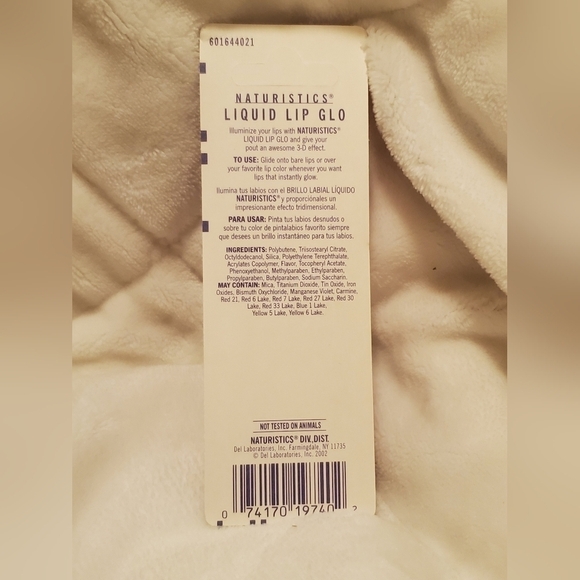 601644021
NATURISTICS®
LIQUID LIP GLO
Illuminize your lips with NATURISTICS®
LIQUID LIP GLO and give your
pout an awesome 3-D effect.
TO USE: Glide onto bare lips or over
your favorite lip color whenever you want
lips that instantly glow.
Ilumina tus labios con el BRILLO LABIAL LÍQUIDO
NATURISTICS® y proporciónales un
impresionante efecto tridimensional.
PARA USAR: Pinta tus labios desnudos o
sobre tu color de pintalabios favorito siempre
que desees un brillo instantáneo para tus labios.
INGREDIENTS: Polybutene, Triisostearyl Citrate,
Octyldodecanol, Silica, Polyethylene Terephthalate,
Acrylates Copolymer, Flavor, Tocopheryl Acetate,
Phenoxyethanol, Methylparaben, Ethylparaben,
Propylparaben, Butylparaben, Sodium Saccharin.
MAY CONTAIN: Mica, Titanium Dioxide, Tin Oxide, Iron
Oxides, Bismuth Oxychloride, Manganese Violet, Carmine,
Red 21, Red 6 Lake, Red 7 Lake, Red 27 Lake, Red 30
Lake, Red 33 Lake, Blue 1 Lake,
Yellow 5 Lake, Yellow 6 Lake.
NOT TESTED ON ANIMALS
NATURISTICS® DIV. DIST.
Del Laboratories, Inc. Farmingdale, NY 11735
© Del Laboratories, Inc. 2002
0 74170 19740